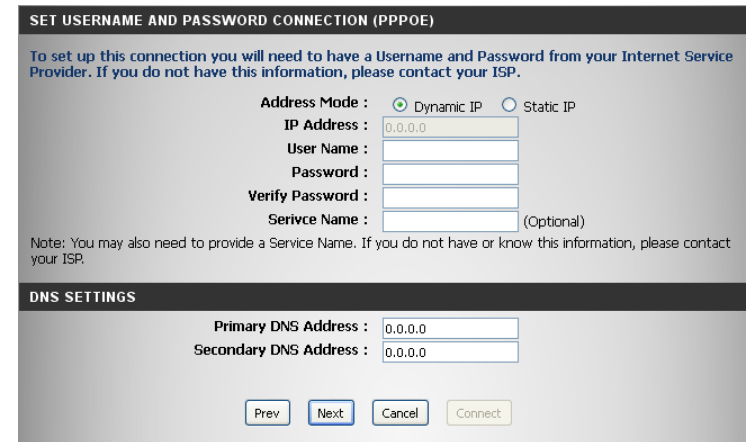 SET USERNAME AND PASSWORD CONNECTION (PPPOE)
To set up this connection you will need to have a Username and Password from your Internet Service
Provider. If you do not have this information, please contact your ISP.
Address Mode : Dynamic IP Static IP
IP Address : 0.0.0.0
User Name :
Password :
Verify Password :
Serivce Name : (Optional)
Note: You may also need to provide a Service Name. If you do not have or know this information, please contact
your ISP.
DNS SETTINGS
Primary DNS Address : 0.0.0.0
Secondary DNS Address : 0.0.0.0
Prev Next Cancel Connect